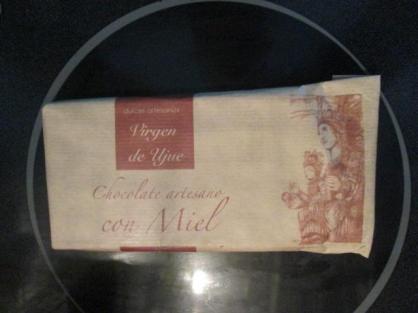 dulces artesanos
Virgen
de Ujue
Chocolate artesano
con Miel